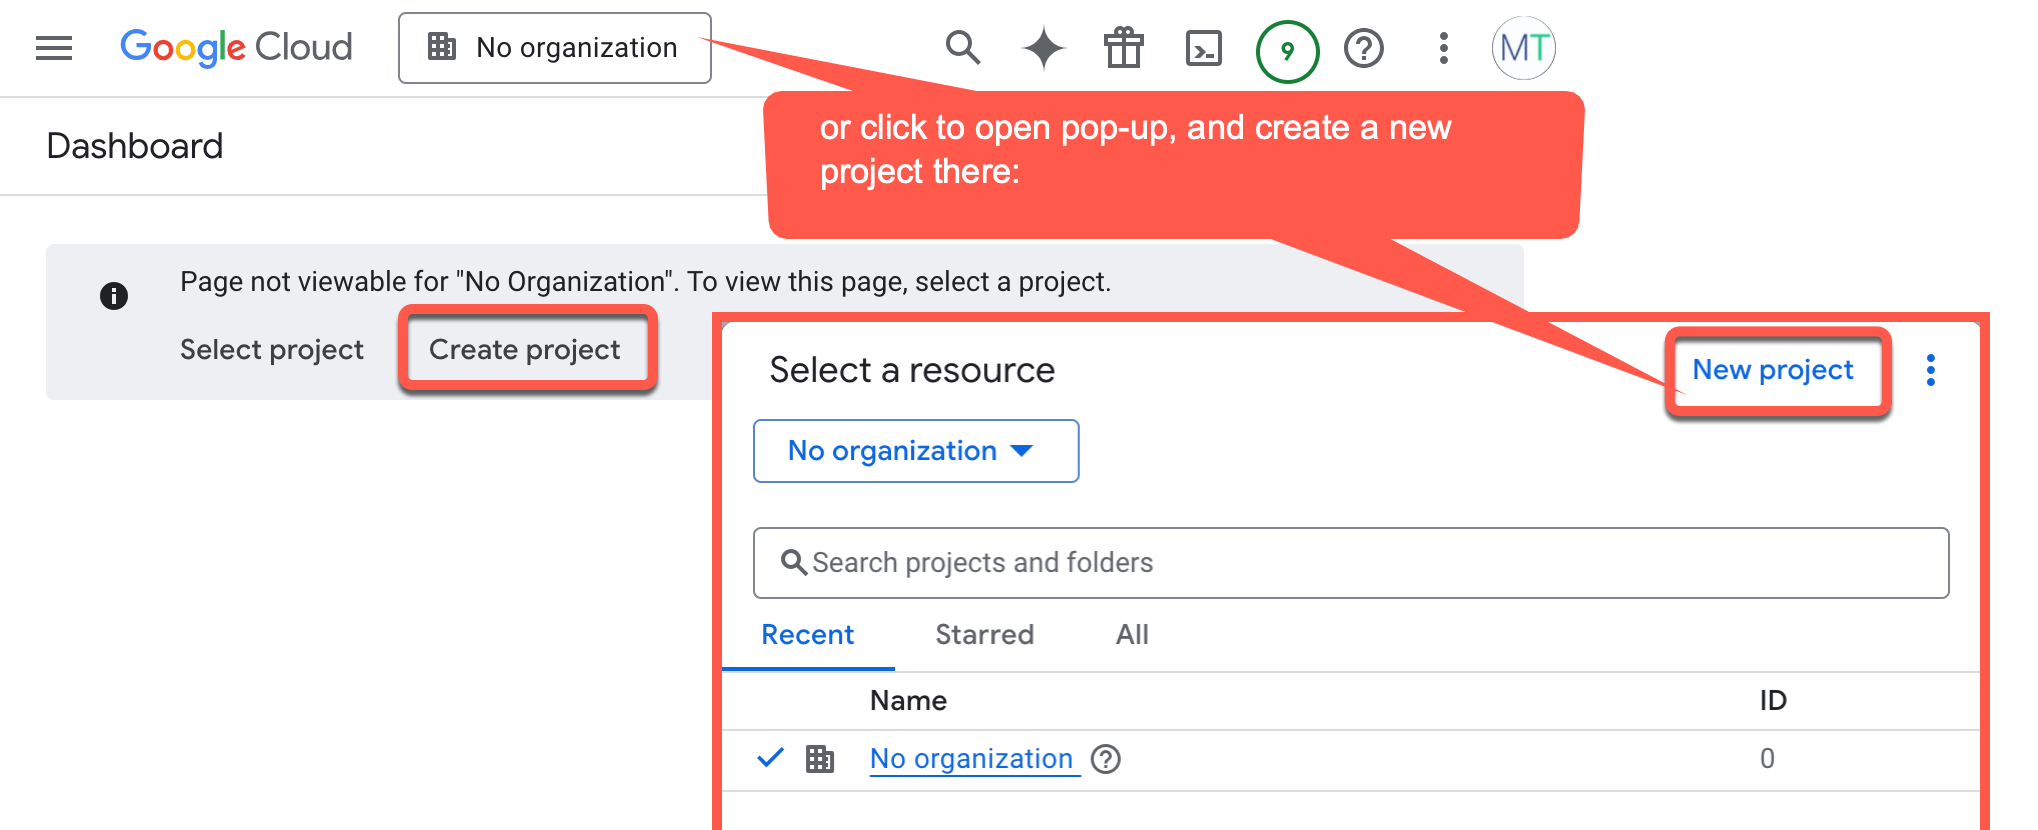 Google Cloud
No organization
9
MT
or click to open pop-up, and create a new
project there:
Dashboard
Page not viewable for "No Organization". To view this page, select a project.
Select project
Create project
Select a resource
New project
No organization
Search projects and folders
Recent
Starred
All
Name
ID
No organization
0